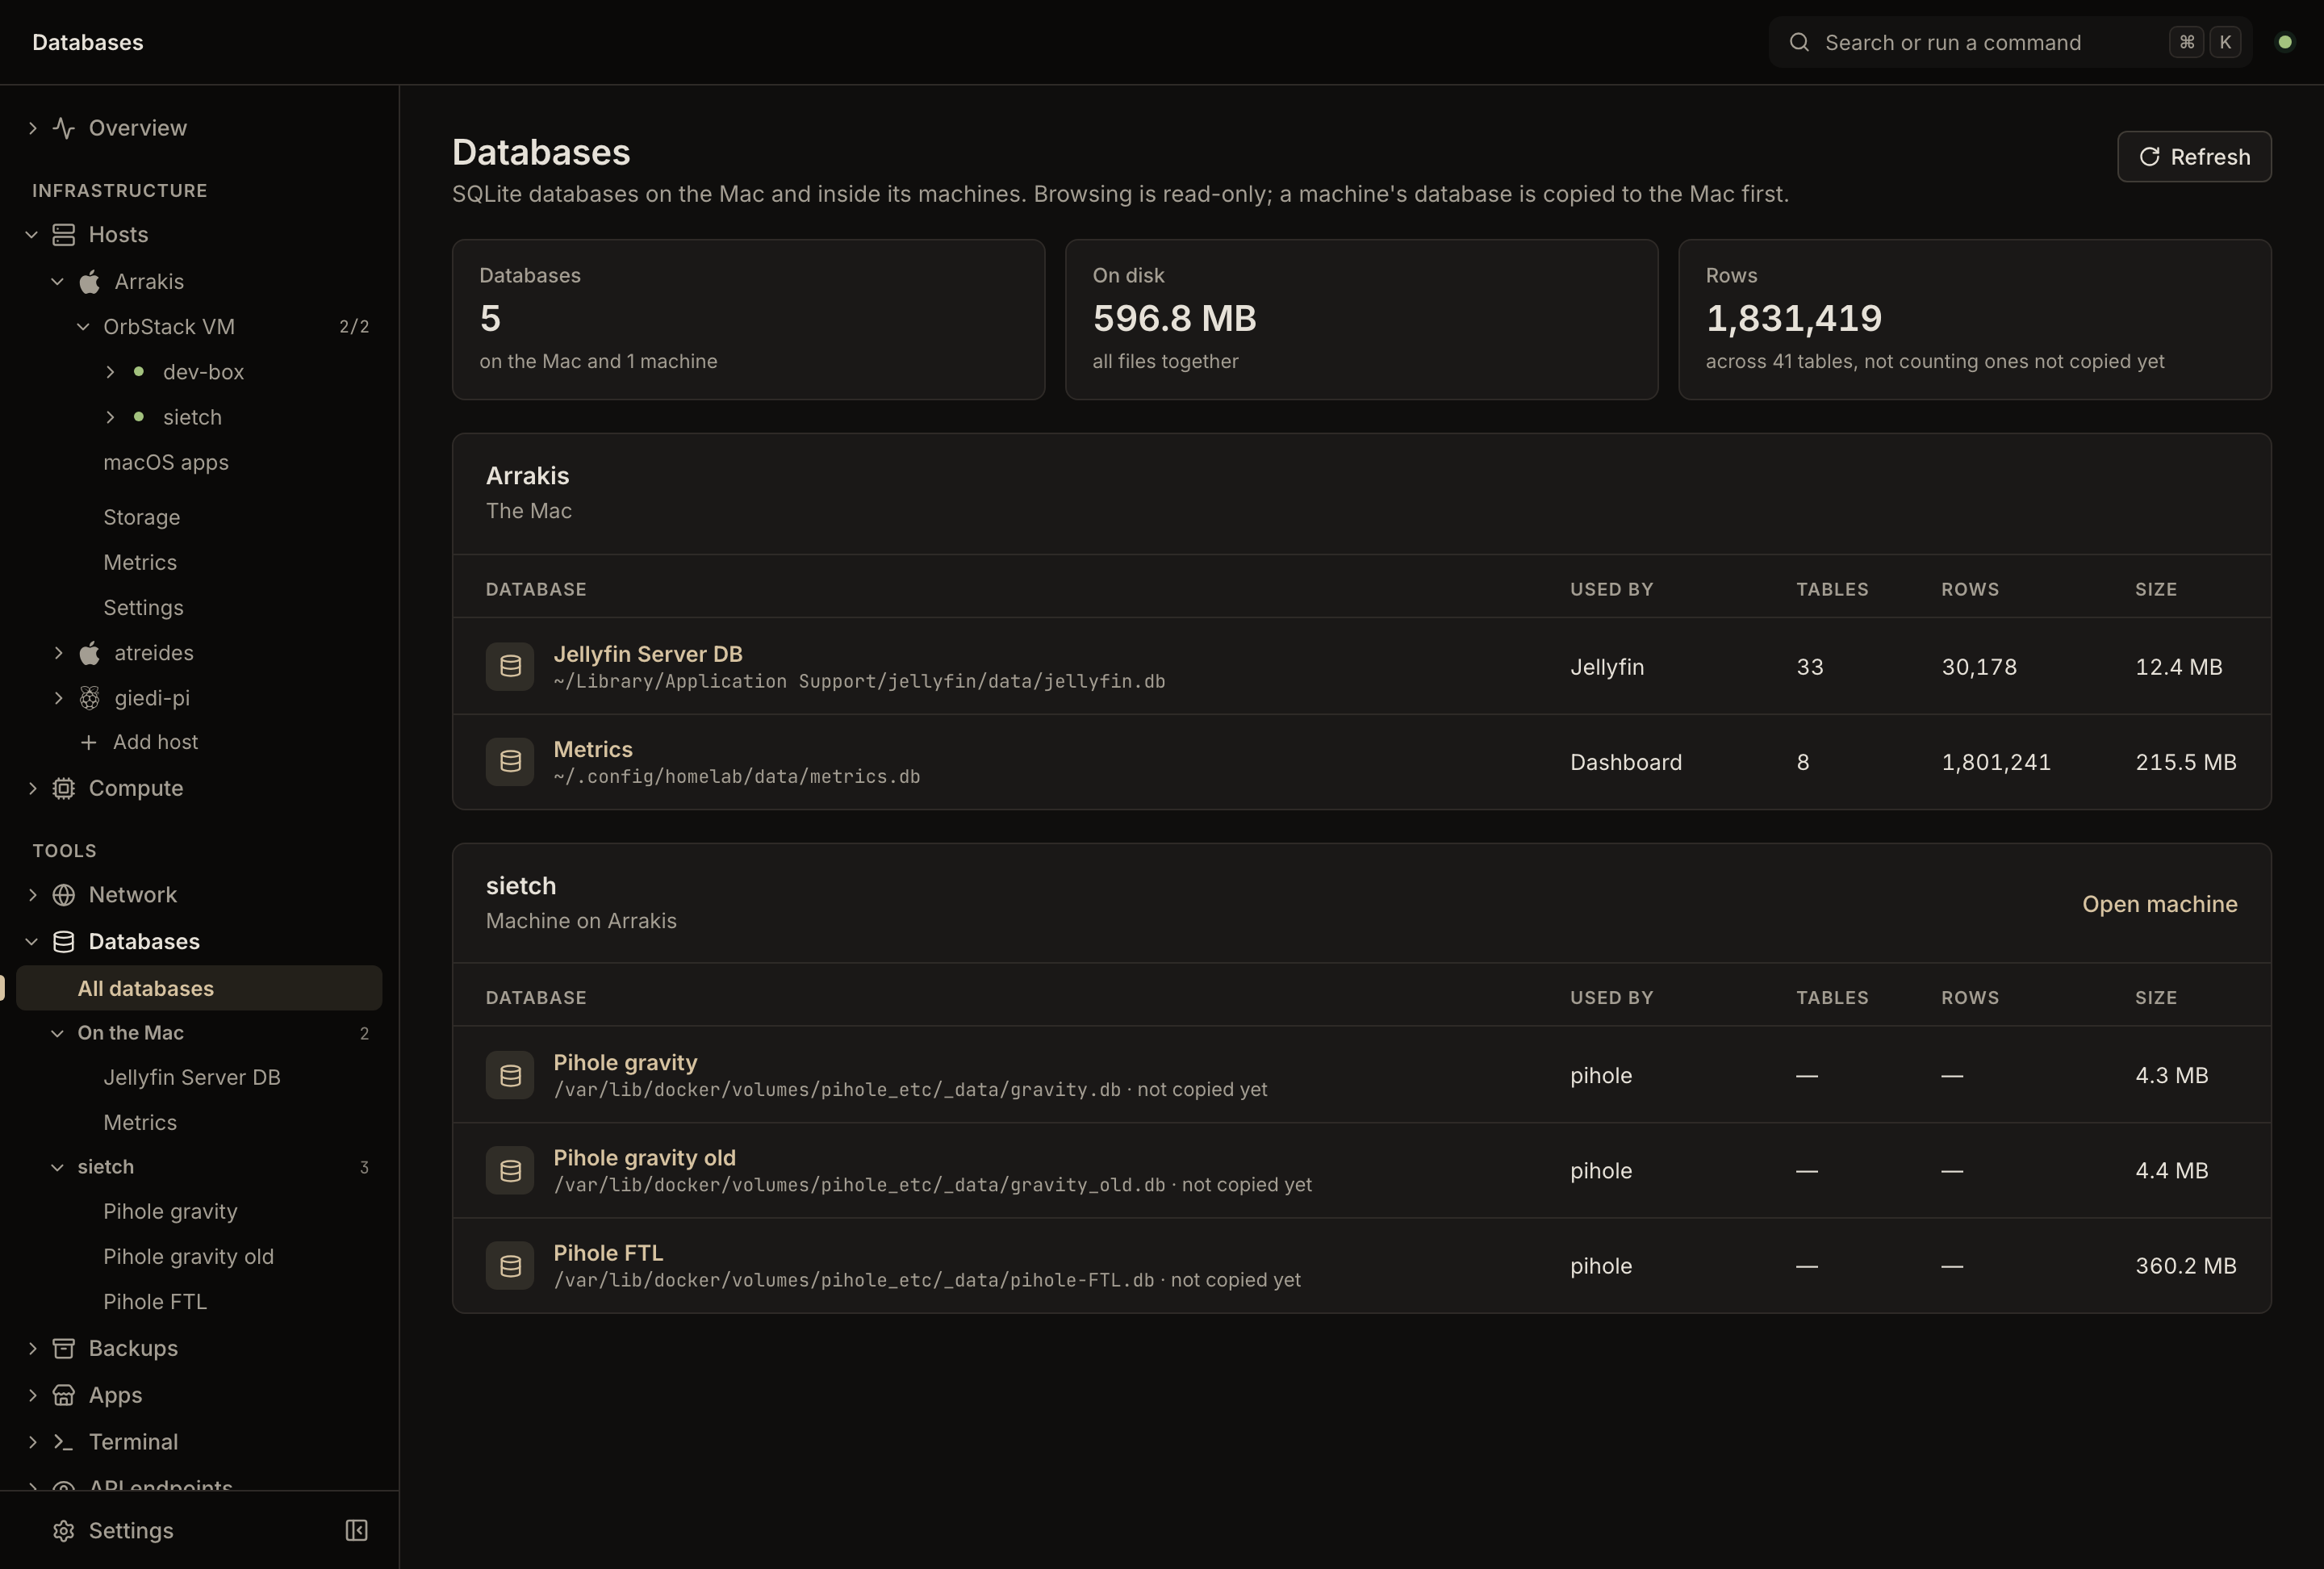 Databases
Search or run a command ⌘ K
Overview
INFRASTRUCTURE
Hosts
Arrakis
OrbStack VM 2/2
dev-box
sietch
macOS apps
Storage
Metrics
Settings
atreides
giedi-pi
Add host
Compute
TOOLS
Network
Databases
All databases
On the Mac 2
Jellyfin Server DB
Metrics
sietch 3
Pihole gravity
Pihole gravity old
Pihole FTL
Backups
Apps
Terminal
API endpoints
Settings
Databases
Refresh
SQLite databases on the Mac and inside its machines. Browsing is read-only; a machine's database is copied to the Mac first.
Databases
5
on the Mac and 1 machine
On disk
596.8 MB
all files together
Rows
1,831,419
across 41 tables, not counting ones not copied yet
Arrakis
The Mac
DATABASE USED BY TABLES ROWS SIZE
Jellyfin Server DB
~/Library/Application Support/jellyfin/data/jellyfin.db
Jellyfin 33 30,178 12.4 MB
Metrics
~/.config/homelab/data/metrics.db
Dashboard 8 1,801,241 215.5 MB
sietch
Machine on Arrakis
Open machine
DATABASE USED BY TABLES ROWS SIZE
Pihole gravity
/var/lib/docker/volumes/pihole_etc/_data/gravity.db · not copied yet
pihole — — 4.3 MB
Pihole gravity old
/var/lib/docker/volumes/pihole_etc/_data/gravity_old.db · not copied yet
pihole — — 4.4 MB
Pihole FTL
/var/lib/docker/volumes/pihole_etc/_data/pihole-FTL.db · not copied yet
pihole — — 360.2 MB